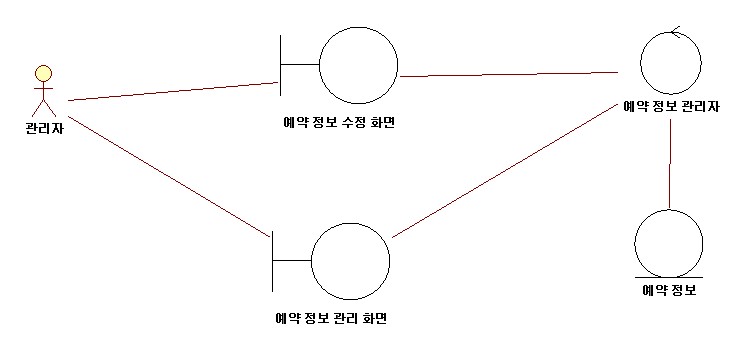 관리자
예약 정보 수정 화면
예약 정보 관리자
예약 정보 관리 화면
예약 정보